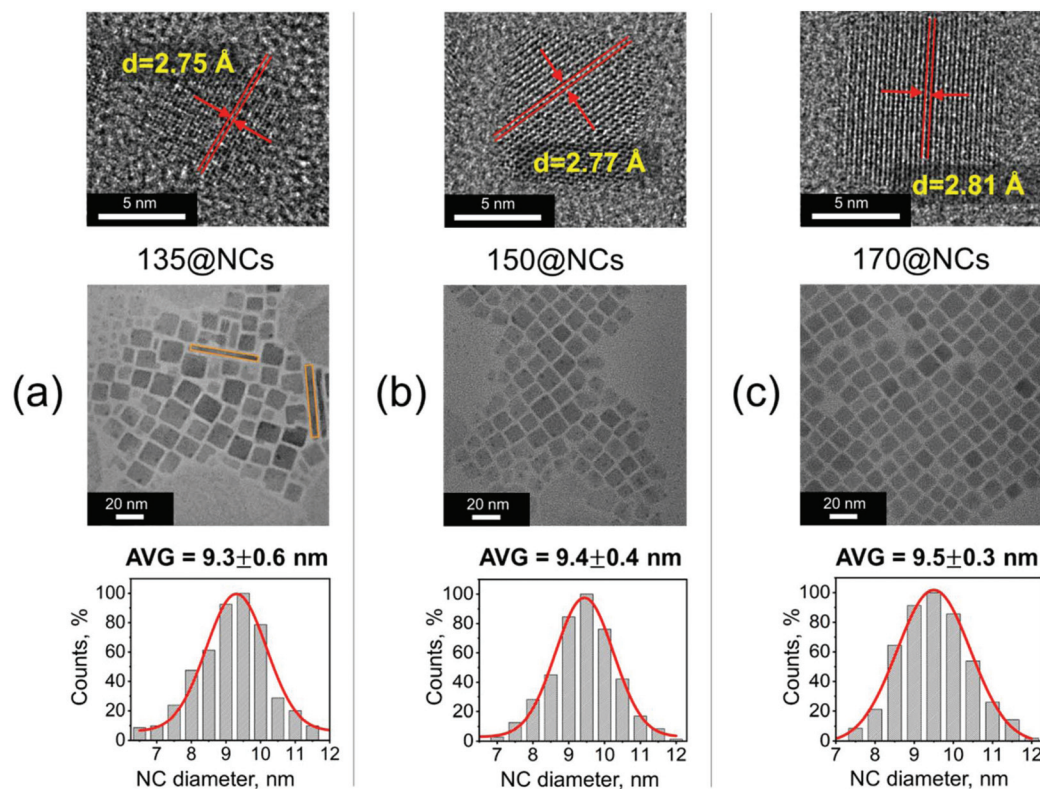 d=2.75 Å
5 nm
d=2.77 Å
5 nm
d=2.81 Å
5 nm
135@NCs
150@NCs
170@NCs
(a)
20 nm
(b)
20 nm
(c)
20 nm
AVG = 9.3±0.6 nm
Counts, %
100
80
60
40
20
0
7 8 9 10 11 12
NC diameter, nm
AVG = 9.4±0.4 nm
Counts, %
100
80
60
40
20
0
7 8 9 10 11 12
NC diameter, nm
AVG = 9.5±0.3 nm
Counts, %
100
80
60
40
20
0
7 8 9 10 11 12
NC diameter, nm